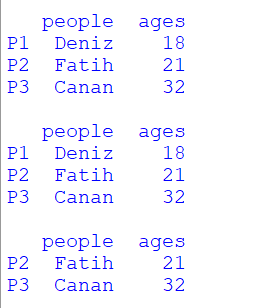 people ages
P1 Deniz 18
P2 Fatih 21
P3 Canan 32
people ages
P1 Deniz 18
P2 Fatih 21
P3 Canan 32
people ages
P2 Fatih 21
P3 Canan 32